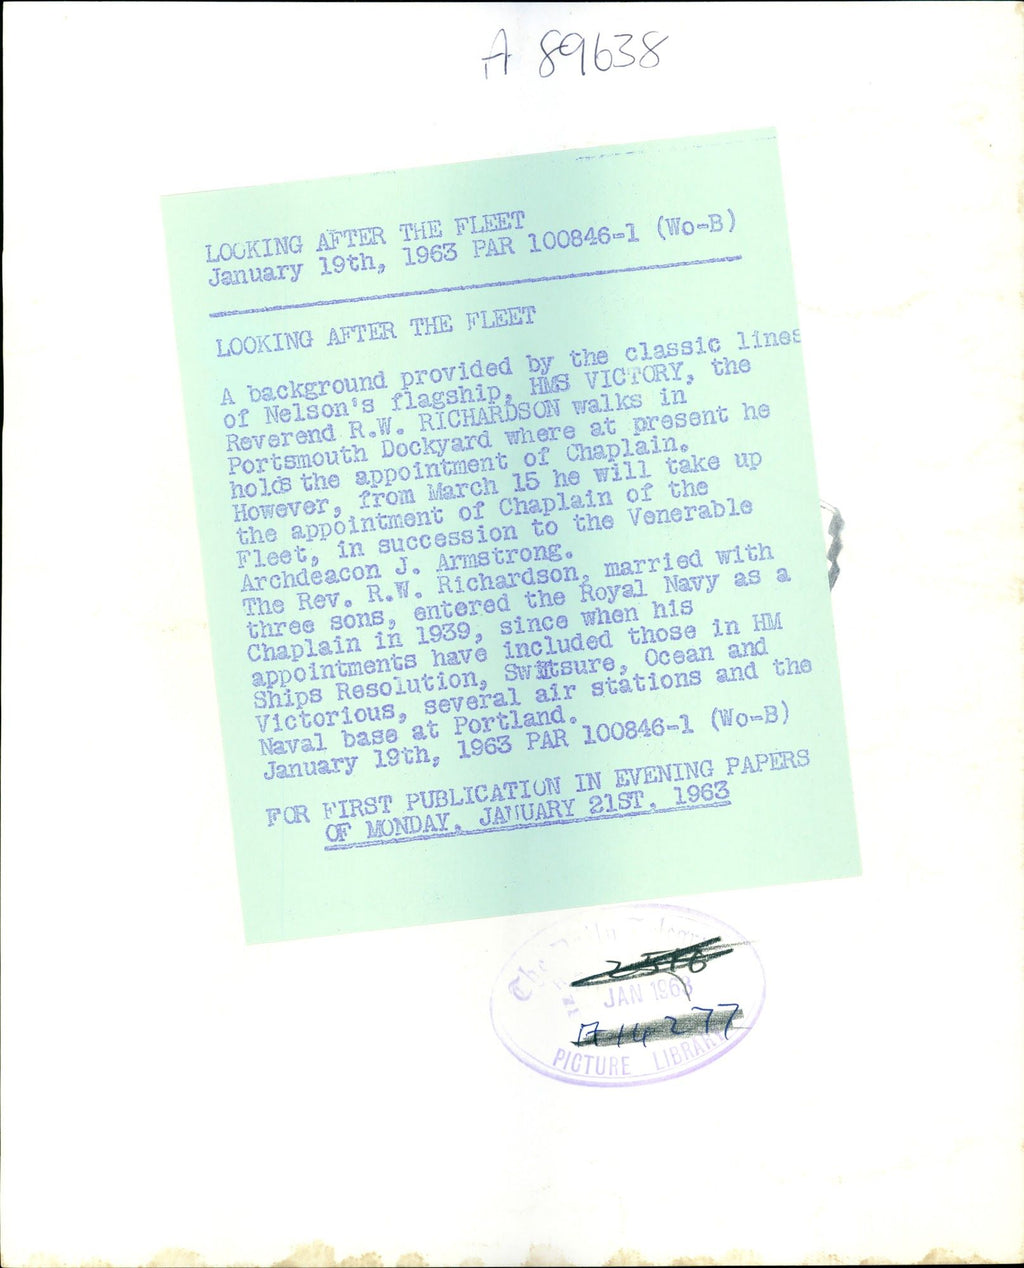 A 89638
LOOKING AFTER THE FLEET
January 19th, 1963 PAR 100846-1 (Wo-B)
LOOKING AFTER THE FLEET
A background provided by the classic lines
of Nelson's flagship, HMS VICTORY, the
Reverend R.W. RICHARDSON walks in
Portsmouth Dockyard where at present he
holds the appointment of Chaplain.
However, from March 15 he will take up
the appointment of Chaplain of the
Fleet, in succession to the Venerable
Archdeacon J. Armstrong.
The Rev. R.W. Richardson, married with
three sons, entered the Royal Navy as a
Chaplain in 1939, since when his
appointments have included those in HM
Ships Resolution, Swiftsure, Ocean and
Victorious, several air stations and the
Naval base at Portland.
January 19th, 1963 PAR 100846-1 (Wo-B)
FOR FIRST PUBLICATION IN EVENING PAPERS
OF MONDAY, JANUARY 21ST, 1963
The Daily
JAN 1963
A 14277
PICTURE LIBRARY